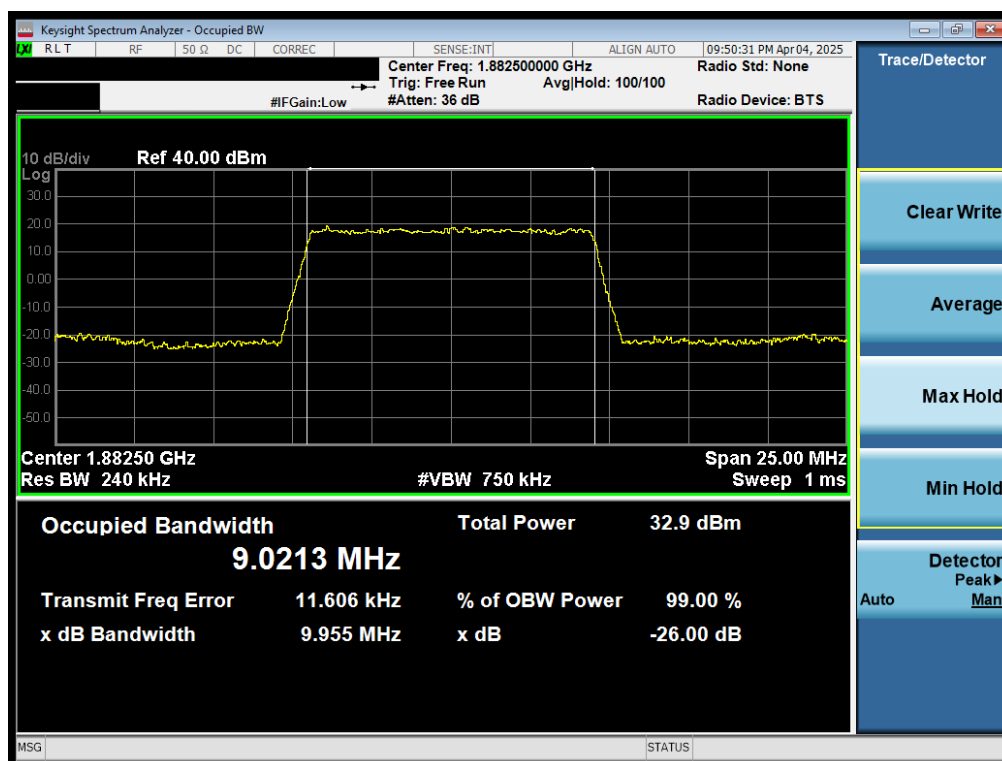 Keysight Spectrum Analyzer - Occupied BW
LXI RLT RF 50 Ω DC CORREC SENSE:INT ALIGN AUTO 09:50:31 PM Apr 04, 2025
Center Freq: 1.882500000 GHz Radio Std: None
Trig: Free Run Avg|Hold: 100/100
#IFGain:Low #Atten: 36 dB Radio Device: BTS
10 dB/div Ref 40.00 dBm
Log
30.0
20.0
10.0
0.00
-10.0
-20.0
-30.0
-40.0
-50.0
Center 1.88250 GHz Span 25.00 MHz
Res BW 240 kHz #VBW 750 kHz Sweep 1 ms
Occupied Bandwidth Total Power 32.9 dBm
9.0213 MHz
Transmit Freq Error 11.606 kHz % of OBW Power 99.00 %
x dB Bandwidth 9.955 MHz x dB -26.00 dB
MSG STATUS
Trace/Detector
Clear Write
Average
Max Hold
Min Hold
Detector
Peak▶
Auto Man